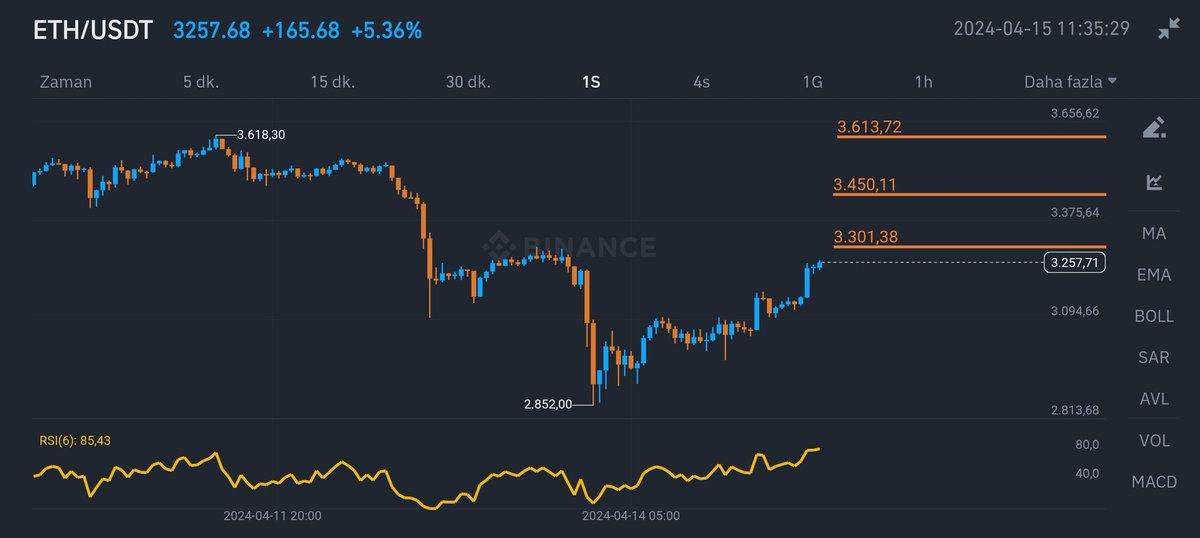 ETH/USDT 3257.68 +165.68 +5.36% 2024-04-15 11:35:29
Zaman 5 dk. 15 dk. 30 dk. 1S 4s 1G 1h Daha fazla
3.656,62
3.618,30
3.613,72
3.450,11
3.375,64
3.301,38
BINANCE
3.257,71
3.094,66
2.852,00
2.813,68
MA
EMA
BOLL
SAR
AVL
VOL
MACD
RSI(6): 85,43
80,0
40,0
2024-04-11 20:00 2024-04-14 05:00